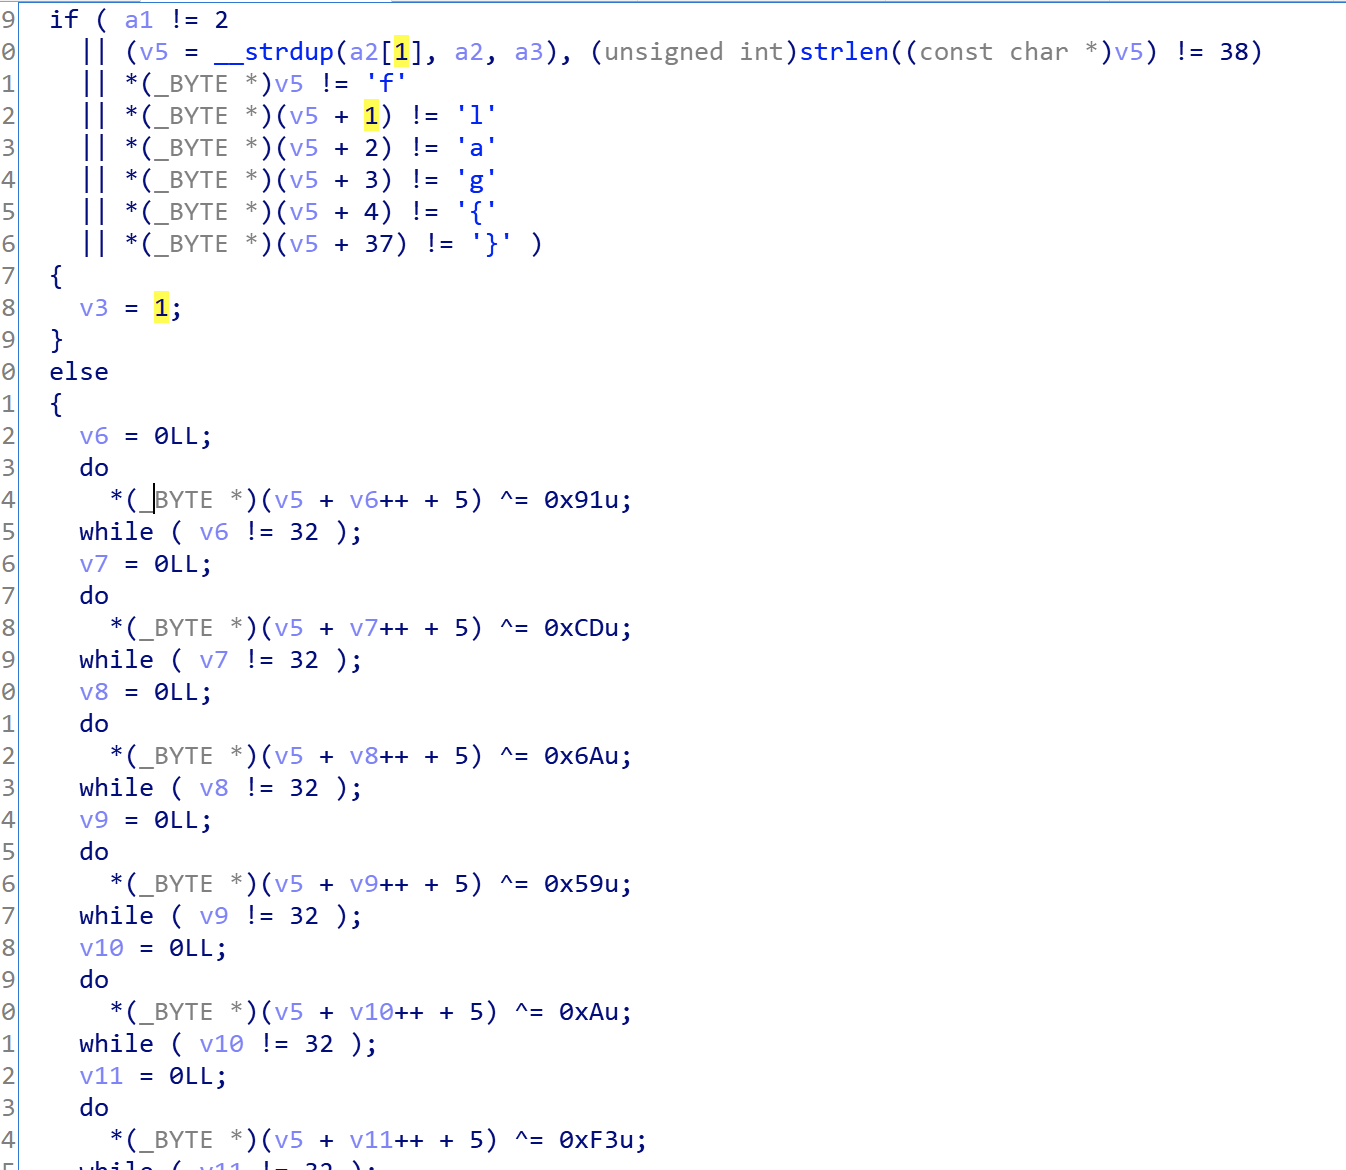 9 if ( a1 != 2
0 || (v5 = __strdup(a2[1], a2, a3), (unsigned int)strlen((const char *)v5) != 38)
1 || *(_BYTE *)v5 != 'f'
2 || *(_BYTE *)(v5 + 1) != 'l'
3 || *(_BYTE *)(v5 + 2) != 'a'
4 || *(_BYTE *)(v5 + 3) != 'g'
5 || *(_BYTE *)(v5 + 4) != '{'
6 || *(_BYTE *)(v5 + 37) != '}' )
7 {
8 v3 = 1;
9 }
0 else
1 {
2 v6 = 0LL;
3 do
4 *(_BYTE *)(v5 + v6++ + 5) ^= 0x91u;
5 while ( v6 != 32 );
6 v7 = 0LL;
7 do
8 *(_BYTE *)(v5 + v7++ + 5) ^= 0xCDu;
9 while ( v7 != 32 );
0 v8 = 0LL;
1 do
2 *(_BYTE *)(v5 + v8++ + 5) ^= 0x6Au;
3 while ( v8 != 32 );
4 v9 = 0LL;
5 do
6 *(_BYTE *)(v5 + v9++ + 5) ^= 0x59u;
7 while ( v9 != 32 );
8 v10 = 0LL;
9 do
0 *(_BYTE *)(v5 + v10++ + 5) ^= 0xAu;
1 while ( v10 != 32 );
2 v11 = 0LL;
3 do
4 *(_BYTE *)(v5 + v11++ + 5) ^= 0xF3u;
5 while ( v11 != 32 );